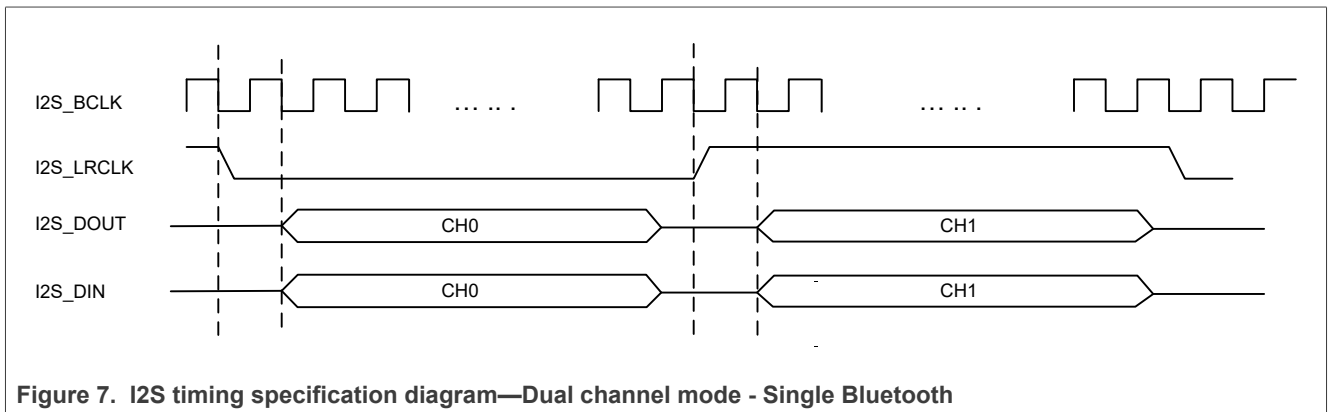 I2S_BCLK
... .. .
... .. .
I2S_LRCLK
I2S_DOUT
CH0
CH1
I2S_DIN
CH0
CH1
Figure 7. I2S timing specification diagram—Dual channel mode - Single Bluetooth